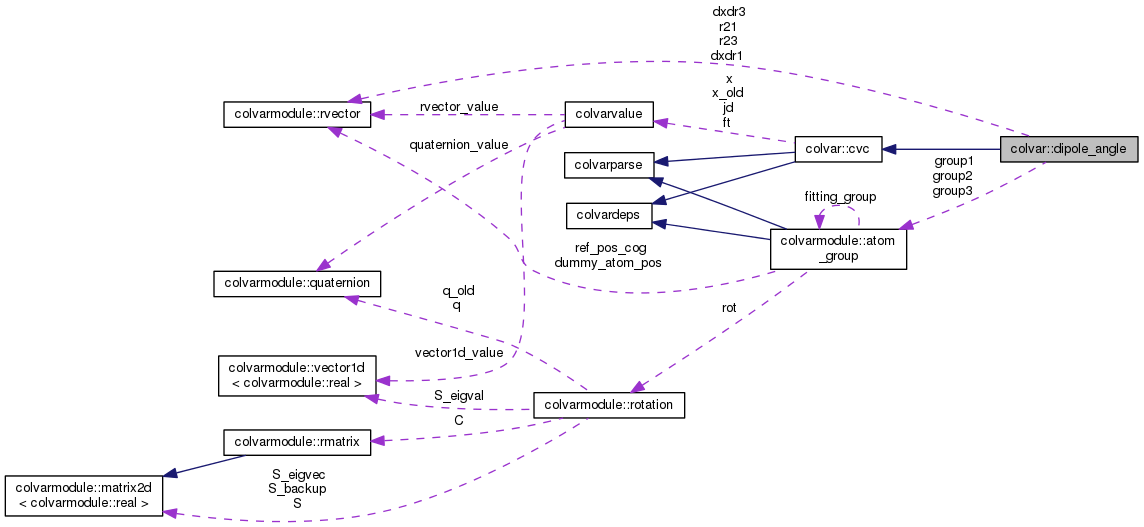 dxdr3
r21
r23
dxdr1
x
x_old
jd
ft
colvarmodule::rvector
rvector_value
colvarvalue
quaternion_value
colvar::cvc
colvar::dipole_angle
colvarparse
group1
group2
group3
fitting_group
colvardeps
colvarmodule::atom
_group
ref_pos_cog
dummy_atom_pos
colvarmodule::quaternion
q_old
q
rot
vector1d_value
colvarmodule::vector1d
< colvarmodule::real >
S_eigval
colvarmodule::rotation
C
colvarmodule::rmatrix
S_eigvec
S_backup
S
colvarmodule::matrix2d
< colvarmodule::real >